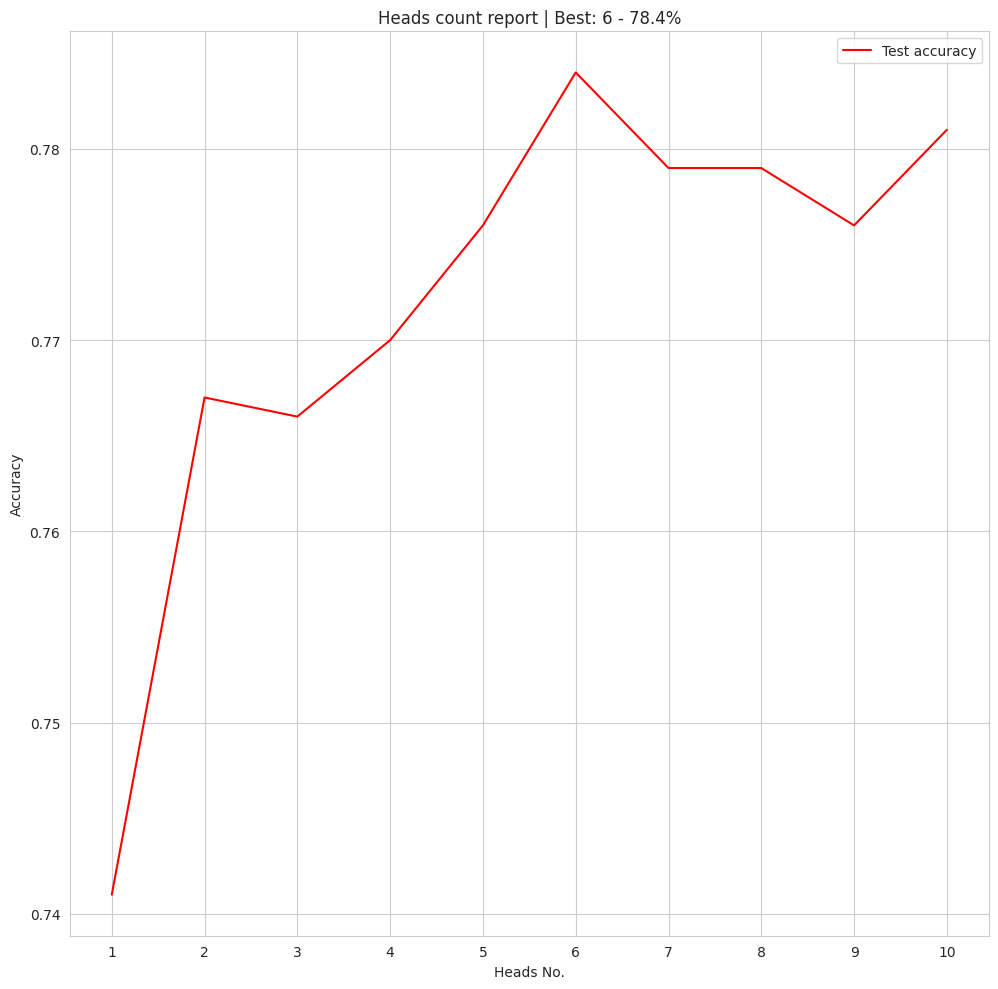 Heads count report | Best: 6 - 78.4%
Test accuracy
0.78
0.77
0.76
0.75
0.74
Accuracy
1 2 3 4 5 6 7 8 9 10
Heads No.